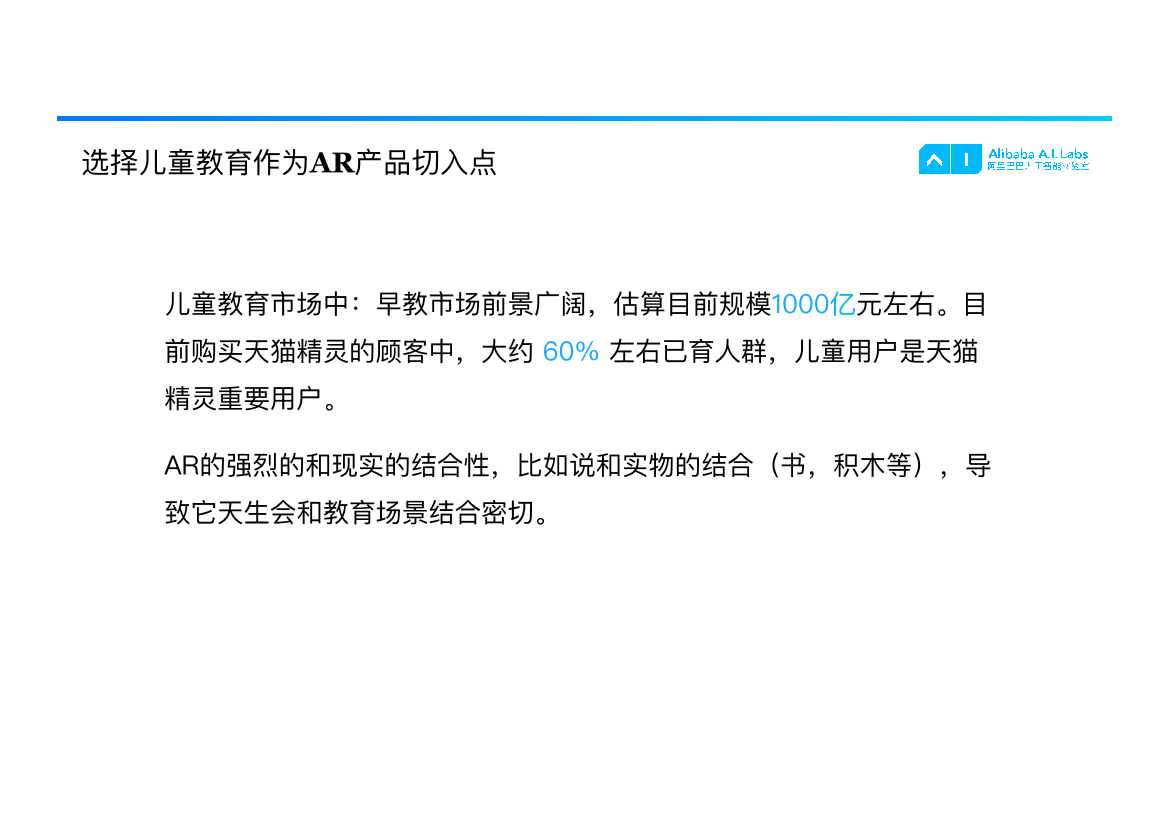 选择儿童教育作为AR产品切入点
Alibaba A.I. Labs
阿里巴巴人工智能实验室
儿童教育市场中：早教市场前景广阔，估算目前规模1000亿元左右。目
前购买天猫精灵的顾客中，大约 60% 左右已育人群，儿童用户是天猫
精灵重要用户。
AR的强烈的和现实的结合性，比如说和实物的结合（书，积木等），导
致它天生会和教育场景结合密切。